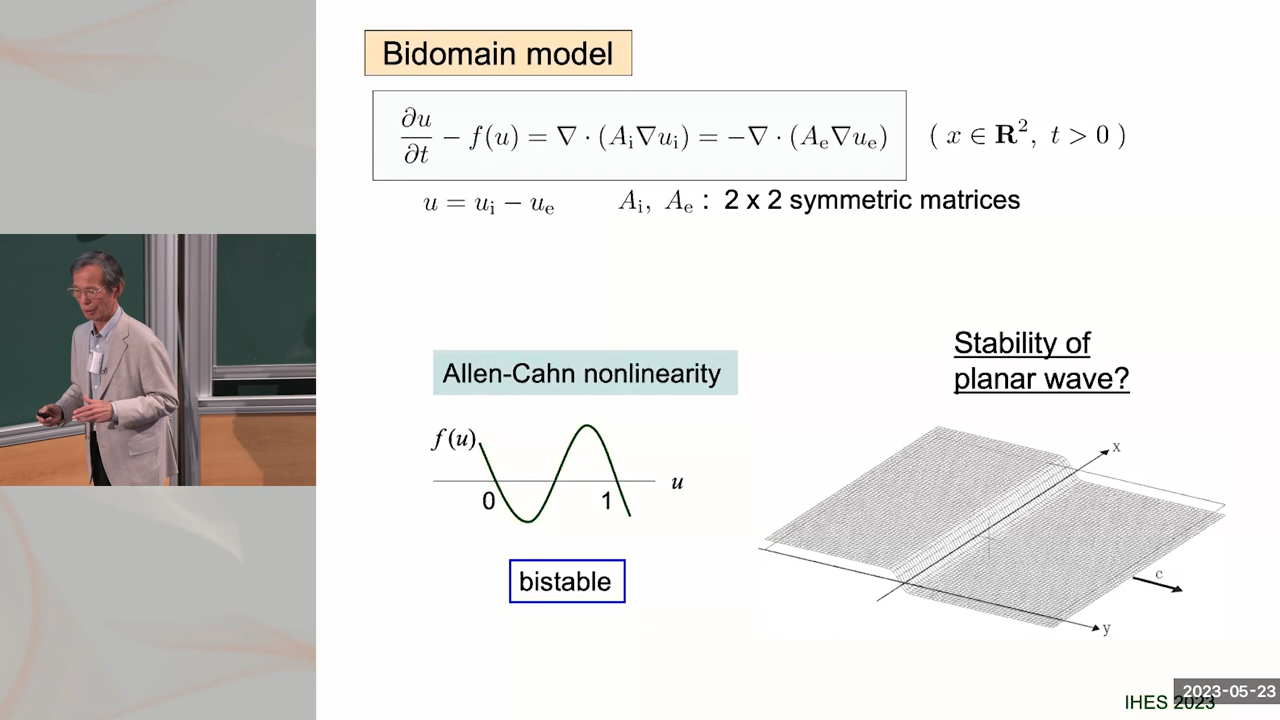 Bidomain model
∂u/∂t − f(u) = ∇ · (A_i∇u_i) = −∇ · (A_e∇u_e) ( x ∈ R², t > 0 )
u = u_i − u_e A_i, A_e : 2 x 2 symmetric matrices
Stability of
planar wave?
Allen-Cahn nonlinearity
f(u)
u
0 1
bistable
x
c
y
2023-05-23
IHES 2023